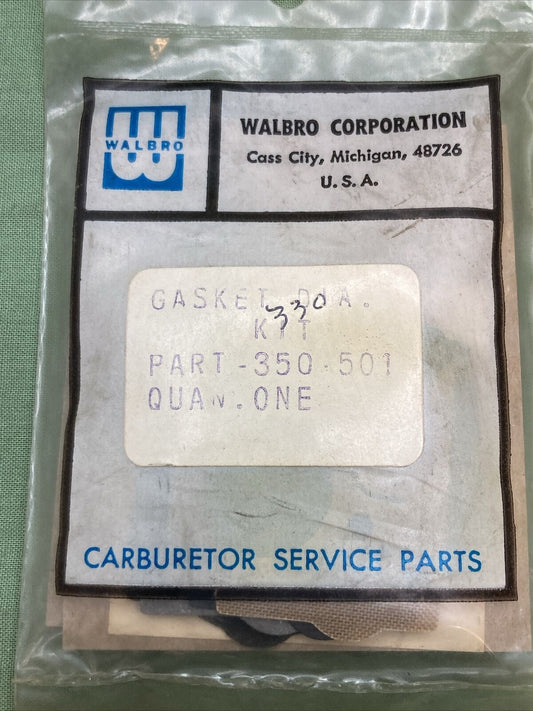 WALBRO
WALBRO CORPORATION
Cass City, Michigan, 48726
U.S.A.
GASKET DIA.
330
KIT
PART-350-501
QUAN.ONE
CARBURETOR SERVICE PARTS